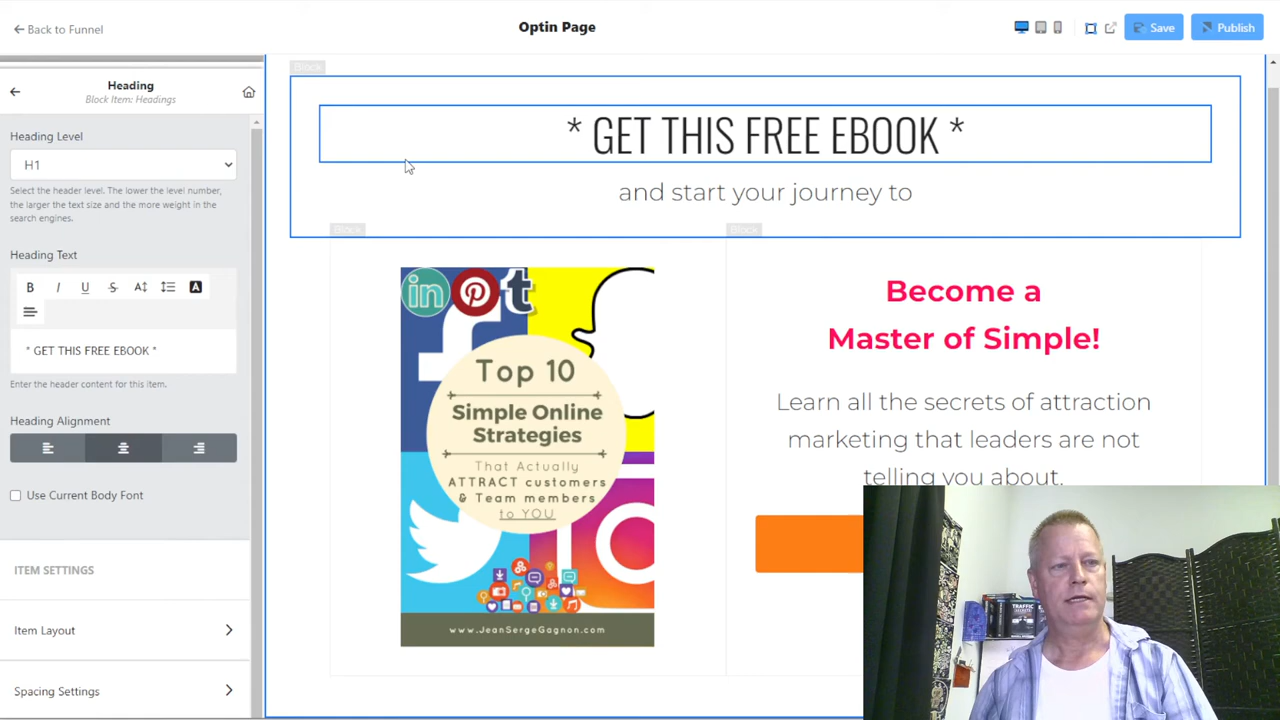 Back to Funnel
Optin Page
Save
Publish
Heading
Block Item: Headings
Heading Level
H1
Select the header level. The lower the level number,
the larger the text size and the more weight in the
search engines.
Heading Text
B I U S A
* GET THIS FREE EBOOK *
Enter the header content for this item.
Heading Alignment
Use Current Body Font
ITEM SETTINGS
Item Layout
Spacing Settings
Block
* GET THIS FREE EBOOK *
and start your journey to
Block
Block
in
t
f
Top 10
Simple Online
Strategies
That Actually
ATTRACT customers
& Team members
to YOU
www.JeanSergeGagnon.com
Become a
Master of Simple!
Learn all the secrets of attraction
marketing that leaders are not
telling you about.
TRAFFIC